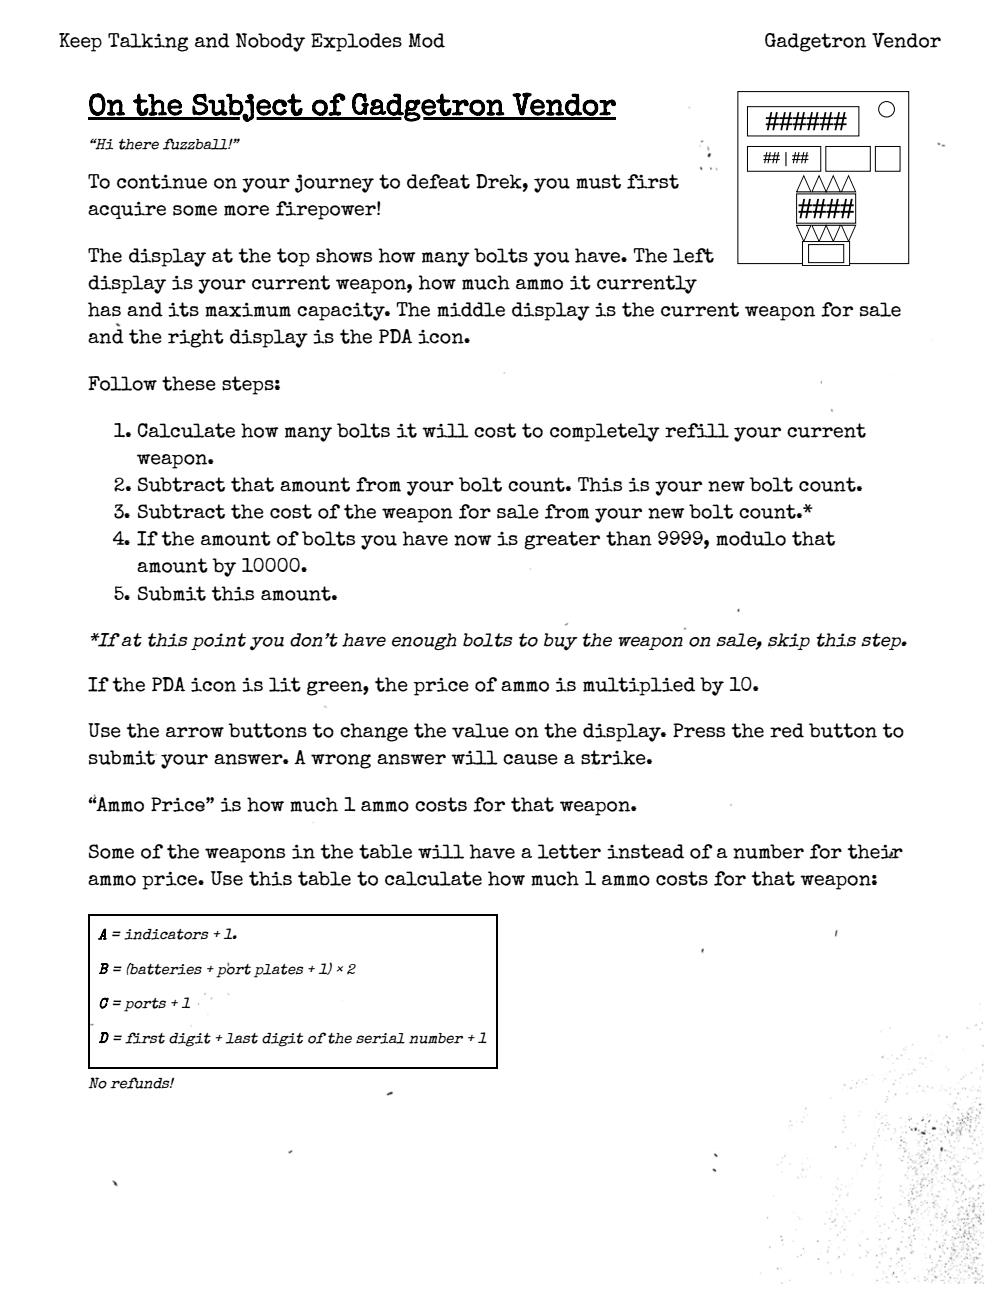 Keep Talking and Nobody Explodes Mod
Gadgetron Vendor
On the Subject of Gadgetron Vendor
“Hi there fuzzball!”
To continue on your journey to defeat Drek, you must first
acquire some more firepower!
######
##|##
####
The display at the top shows how many bolts you have. The left
display is your current weapon, how much ammo it currently
has and its maximum capacity. The middle display is the current weapon for sale
and the right display is the PDA icon.
Follow these steps:
1. Calculate how many bolts it will cost to completely refill your current
weapon.
2. Subtract that amount from your bolt count. This is your new bolt count.
3. Subtract the cost of the weapon for sale from your new bolt count.*
4. If the amount of bolts you have now is greater than 9999, modulo that
amount by 10000.
5. Submit this amount.
*If at this point you don’t have enough bolts to buy the weapon on sale, skip this step.
If the PDA icon is lit green, the price of ammo is multiplied by 10.
Use the arrow buttons to change the value on the display. Press the red button to
submit your answer. A wrong answer will cause a strike.
“Ammo Price” is how much 1 ammo costs for that weapon.
Some of the weapons in the table will have a letter instead of a number for their
ammo price. Use this table to calculate how much 1 ammo costs for that weapon:
A = indicators + 1.
B = (batteries + port plates + 1) × 2
C = ports + 1
D = first digit + last digit of the serial number + 1
No refunds!